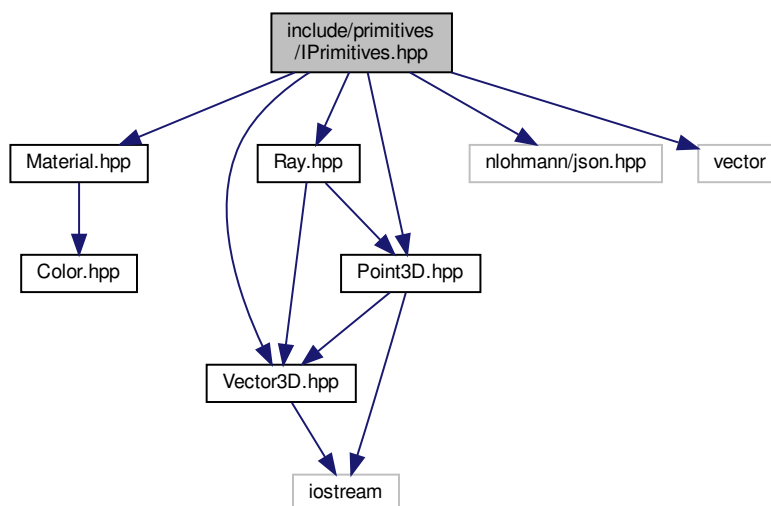 include/primitives
/IPrimitives.hpp
Material.hpp
Ray.hpp
nlohmann/json.hpp
vector
Color.hpp
Point3D.hpp
Vector3D.hpp
iostream